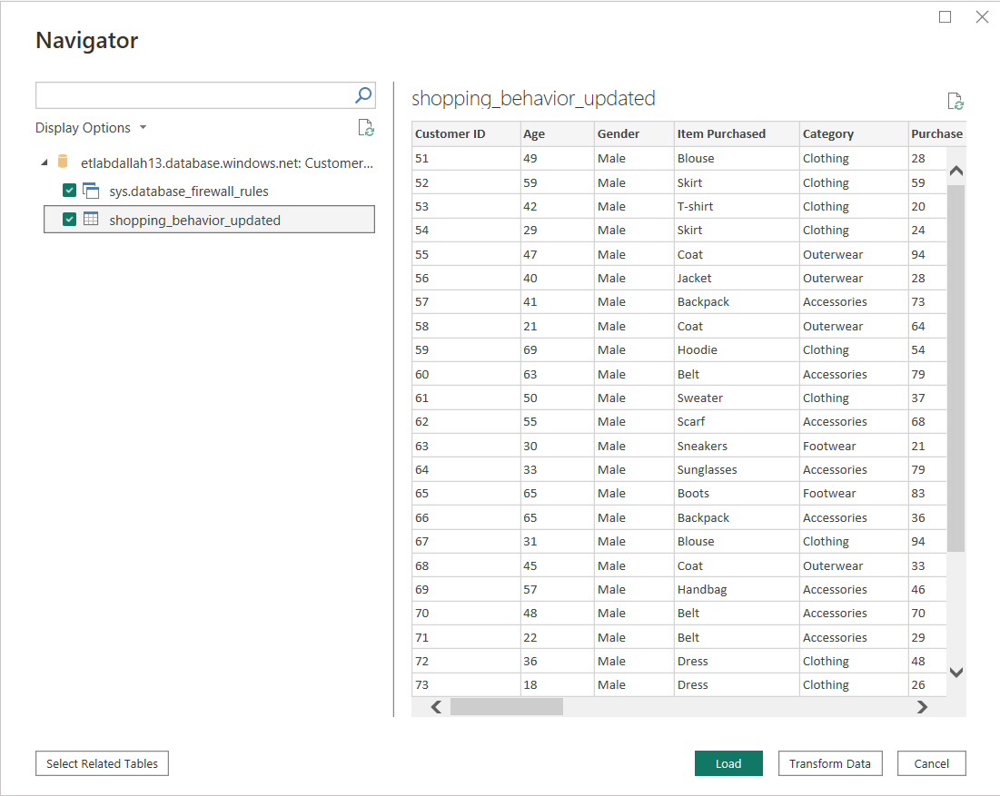 Navigator
Display Options
etlabdallah13.database.windows.net: Customer...
sys.database_firewall_rules
shopping_behavior_updated
shopping_behavior_updated
Customer ID Age Gender Item Purchased Category Purchase
51 49 Male Blouse Clothing 28
52 59 Male Skirt Clothing 59
53 42 Male T-shirt Clothing 20
54 29 Male Skirt Clothing 24
55 47 Male Coat Outerwear 94
56 40 Male Jacket Outerwear 28
57 41 Male Backpack Accessories 73
58 21 Male Coat Outerwear 64
59 69 Male Hoodie Clothing 54
60 63 Male Belt Accessories 79
61 50 Male Sweater Clothing 37
62 55 Male Scarf Accessories 68
63 30 Male Sneakers Footwear 21
64 33 Male Sunglasses Accessories 79
65 65 Male Boots Footwear 83
66 65 Male Backpack Accessories 36
67 31 Male Blouse Clothing 94
68 45 Male Coat Outerwear 33
69 57 Male Handbag Accessories 46
70 48 Male Belt Accessories 70
71 22 Male Belt Accessories 29
72 36 Male Dress Clothing 48
73 18 Male Dress Clothing 26
Select Related Tables Load Transform Data Cancel